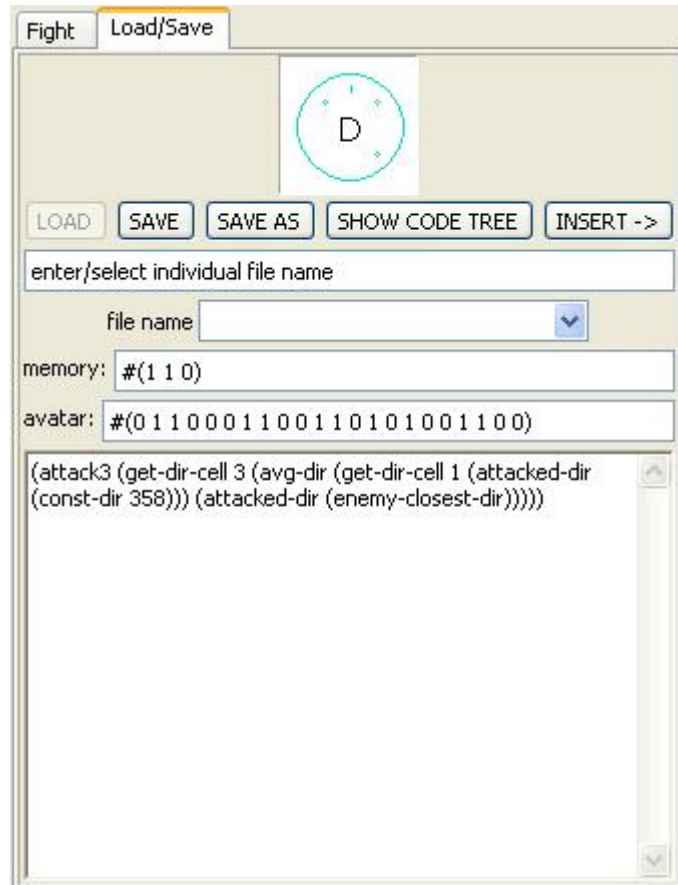 Fight Load/Save
D
LOAD SAVE SAVE AS SHOW CODE TREE INSERT ->
enter/select individual file name
file name
memory: #(1 1 0)
avatar: #(0 1 1 0 0 0 1 1 0 0 1 1 0 1 0 1 0 0 1 1 0 0)
(attack3 (get-dir-cell 3 (avg-dir (get-dir-cell 1 (attacked-dir
(const-dir 358))) (attacked-dir (enemy-closest-dir)))))